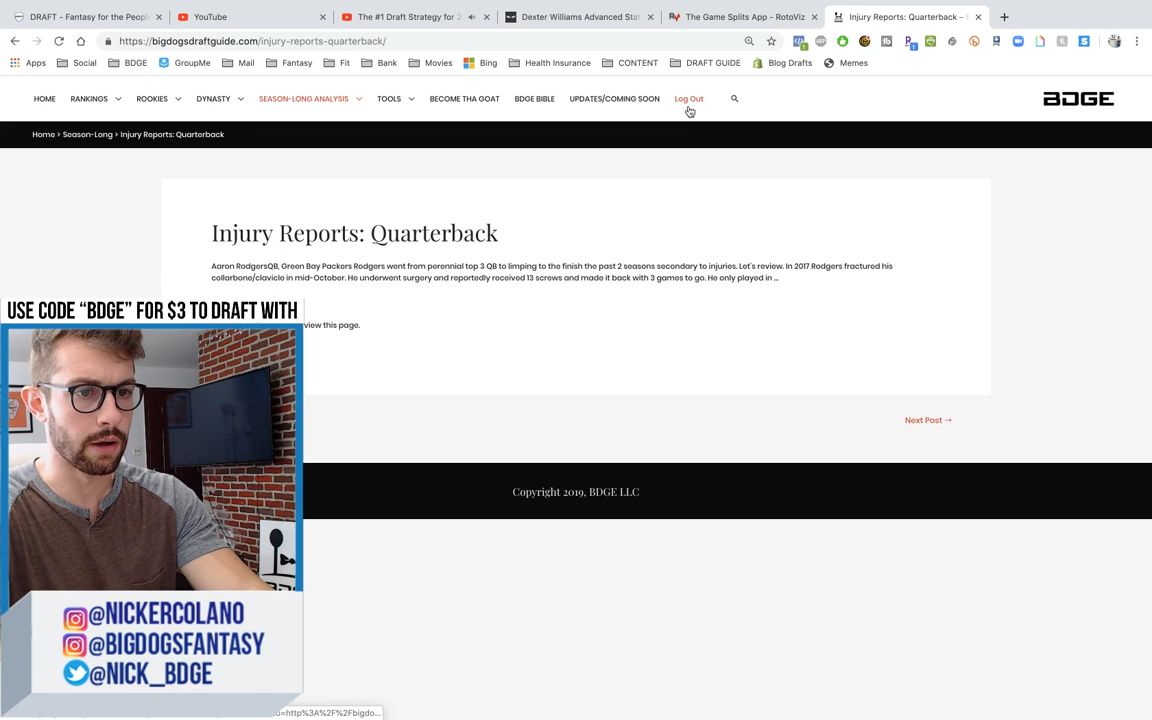 DRAFT - Fantasy for the Peopl
YouTube
The #1 Draft Strategy for 2
Dexter Williams Advanced Stat
The Game Splits App - RotoViz
Injury Reports: Quarterback – B
https://bigdogsdraftguide.com/injury-reports-quarterback/
Apps Social BDGE GroupMe Mail Fantasy Fit Bank Movies Bing Health Insurance CONTENT DRAFT GUIDE Blog Drafts Memes
HOME RANKINGS ROOKIES DYNASTY SEASON-LONG ANALYSIS TOOLS BECOME THA GOAT BDGE BIBLE UPDATES/COMING SOON Log Out BDGE
Home > Season-Long > Injury Reports: Quarterback
Injury Reports: Quarterback
Aaron RodgersQB, Green Bay Packers Rodgers went from perennial top 3 QB to limping to the finish the past 2 seasons secondary to injuries. Let's review. In 2017 Rodgers fractured his
collarbone/clavicle in mid-October. He underwent surgery and reportedly received 13 screws and made it back with 3 games to go. He only played in ...
USE CODE “BDGE” FOR $3 TO DRAFT WITH
view this page.
Next Post →
Copyright 2019, BDGE LLC
@NICKERCOLANO
@BIGDOGSFANTASY
@NICK_BDGE
o=http%3A%2F%2Fbigdo...